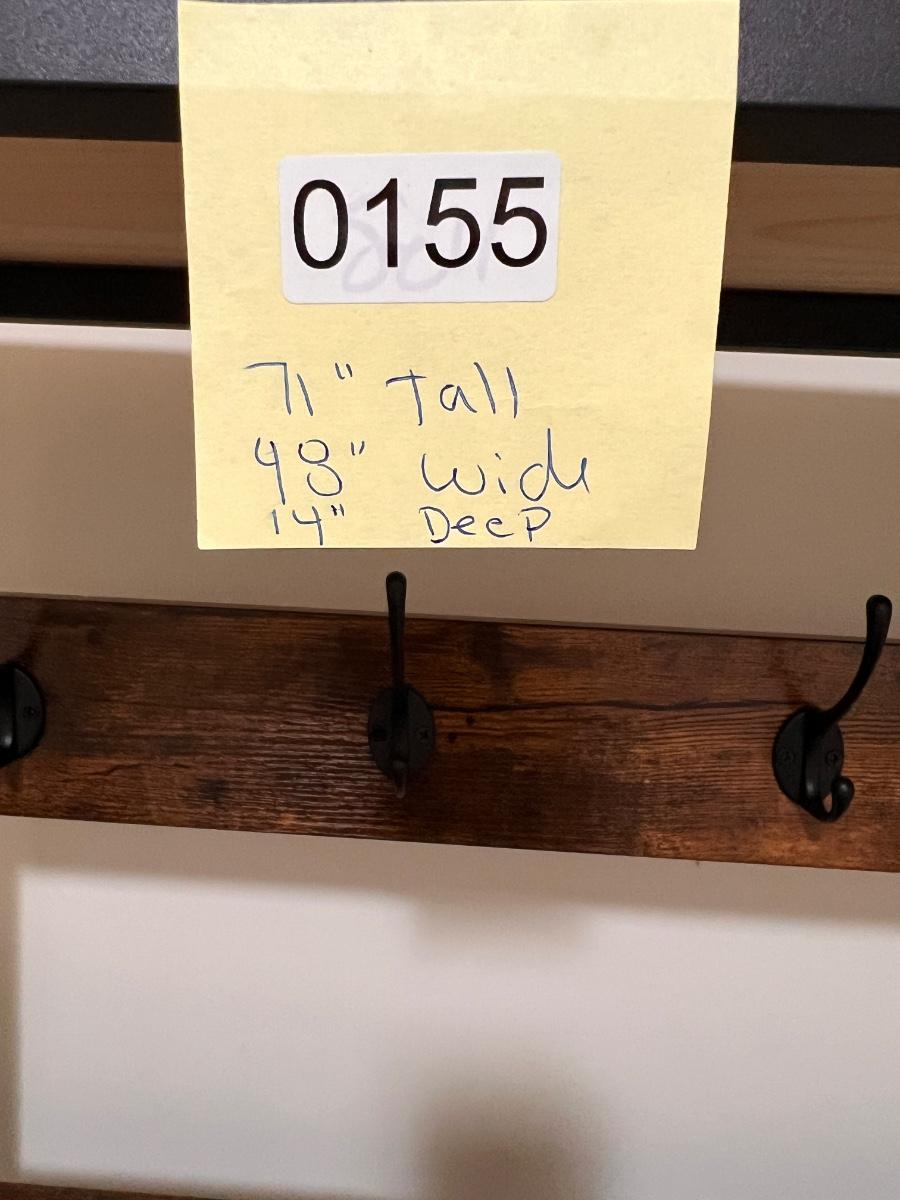 0155
71" Tall
48" wide
14" Deep